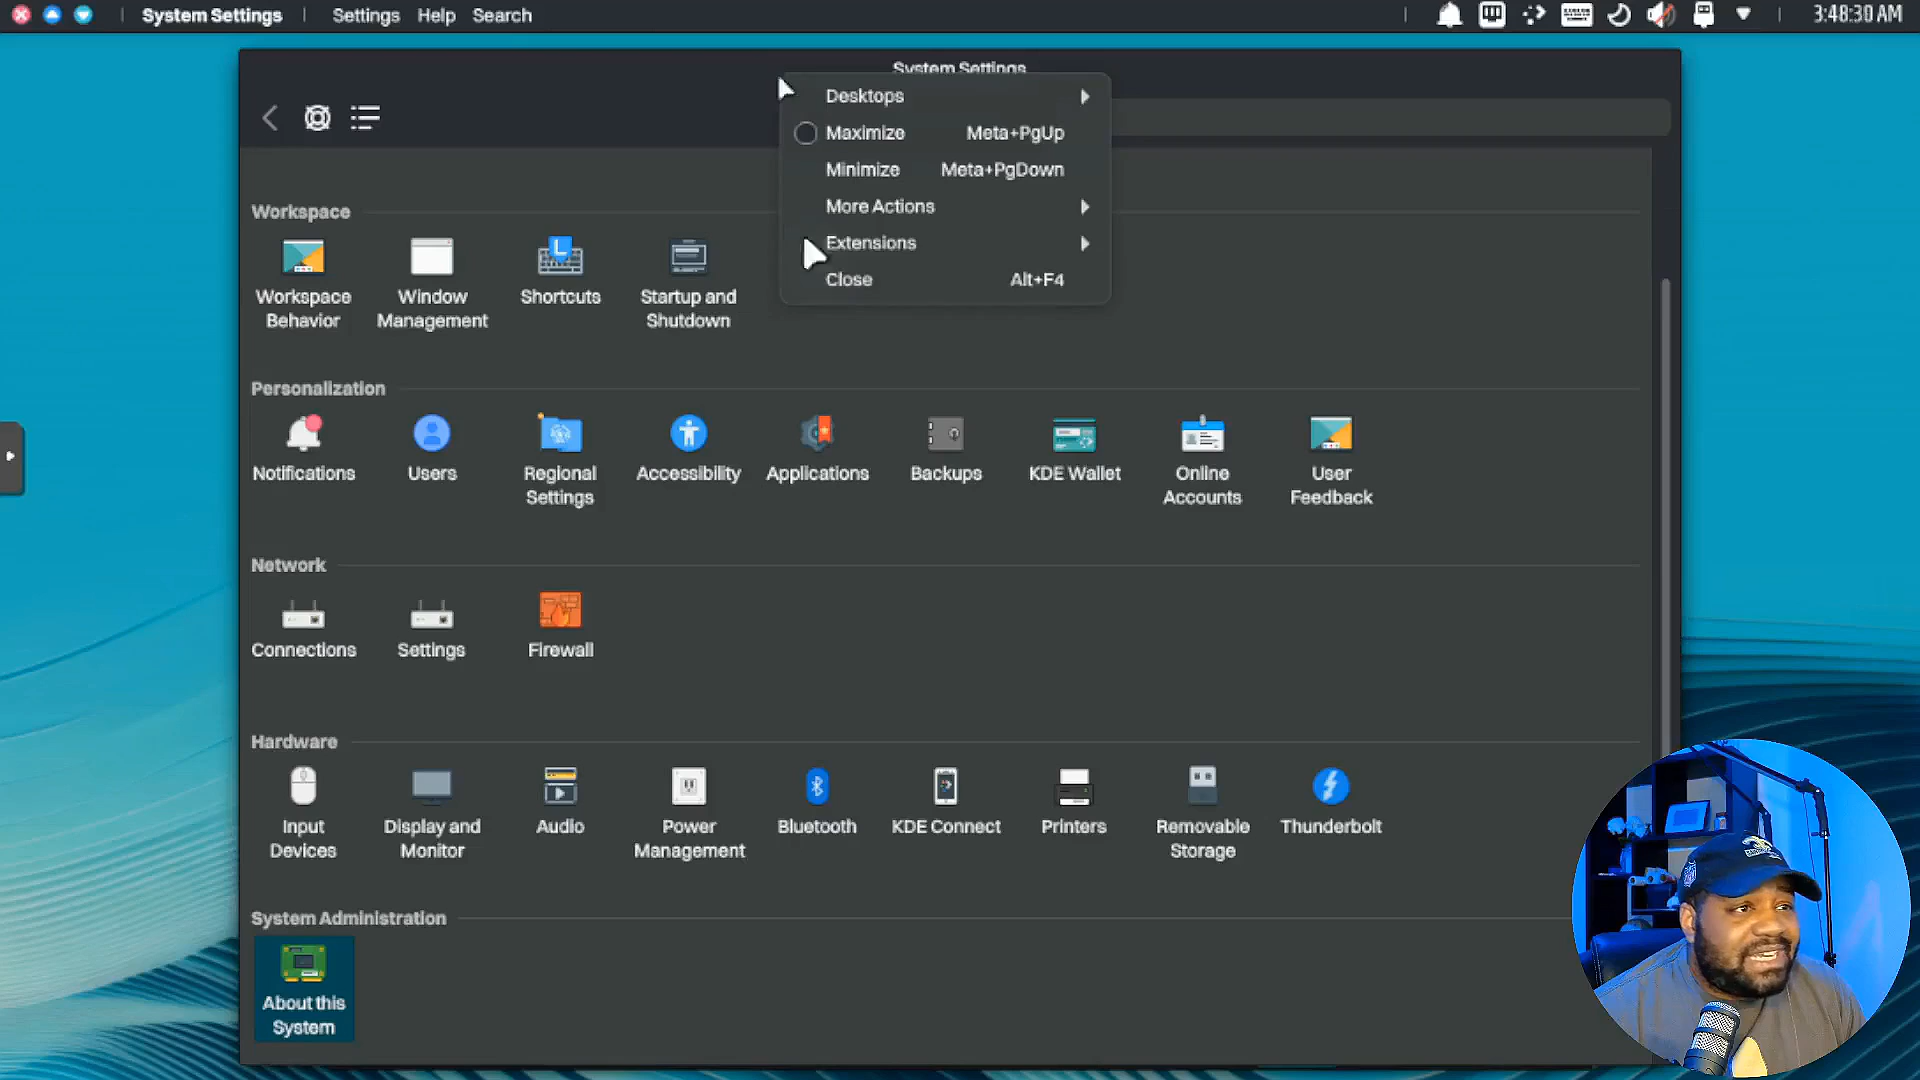 System Settings
Settings Help Search
3:48:30 AM
System Settings
Desktops
Maximize Meta+PgUp
Minimize Meta+PgDown
More Actions
Extensions
Close Alt+F4
Workspace
Workspace Behavior
Window Management
Shortcuts
Startup and Shutdown
Personalization
Notifications
Users
Regional Settings
Accessibility
Applications
Backups
KDE Wallet
Online Accounts
User Feedback
Network
Connections
Settings
Firewall
Hardware
Input Devices
Display and Monitor
Audio
Power Management
Bluetooth
KDE Connect
Printers
Removable Storage
Thunderbolt
System Administration
About this System